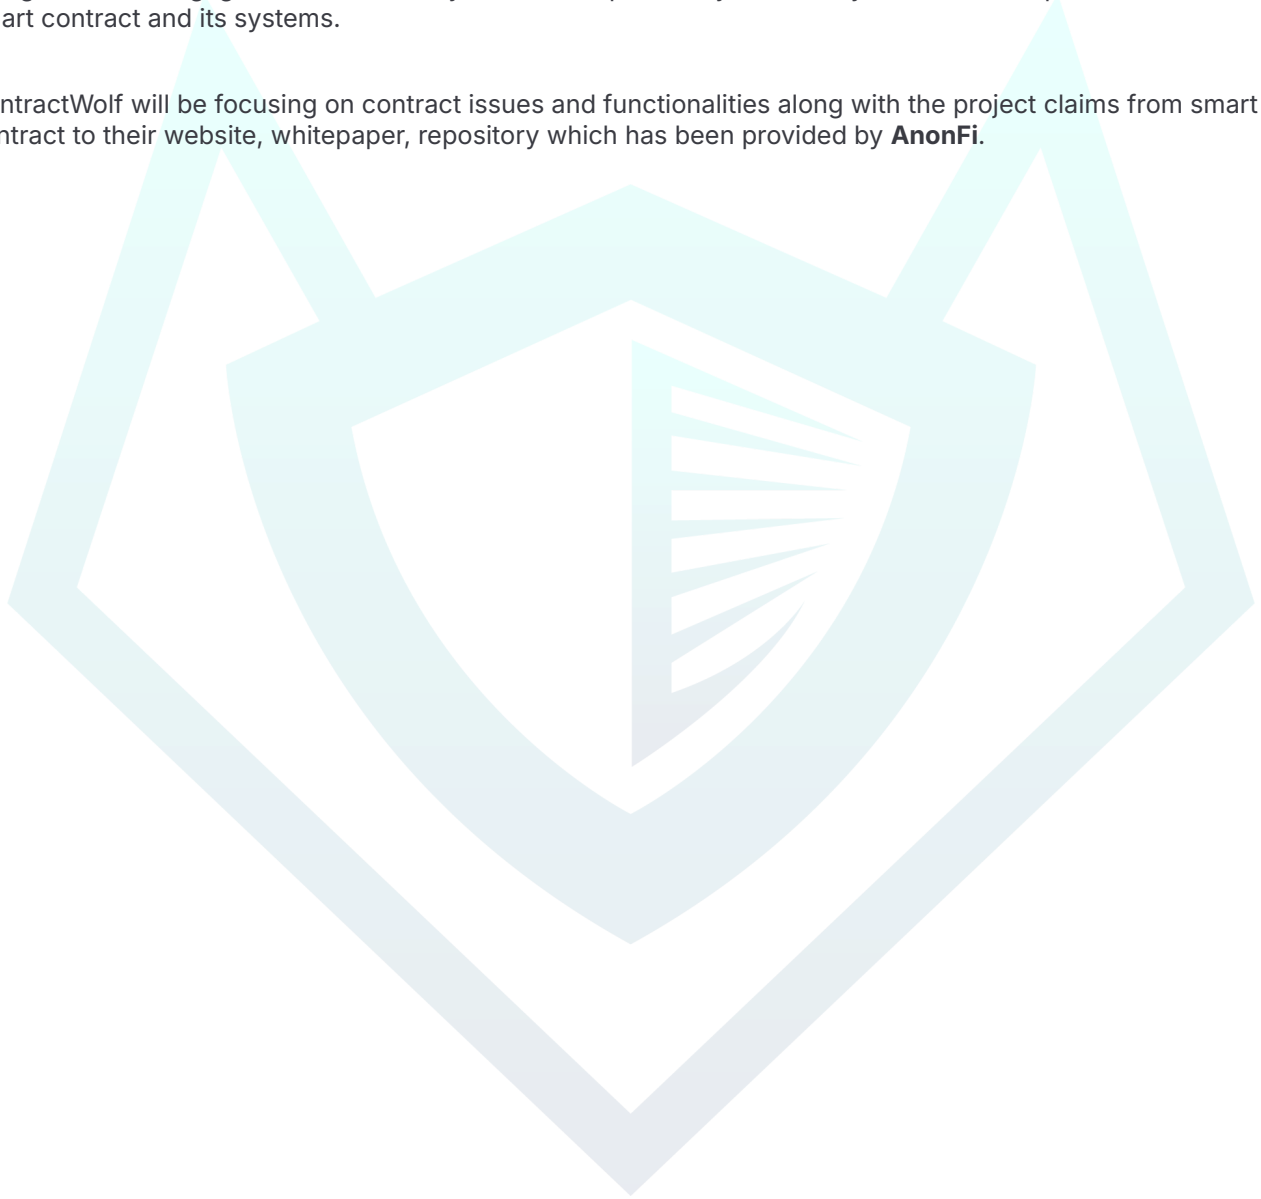 art contract and its systems.
ntractWolf will be focusing on contract issues and functionalities along with the project claims from smart
ntract to their website, whitepaper, repository which has been provided by AnonFi.